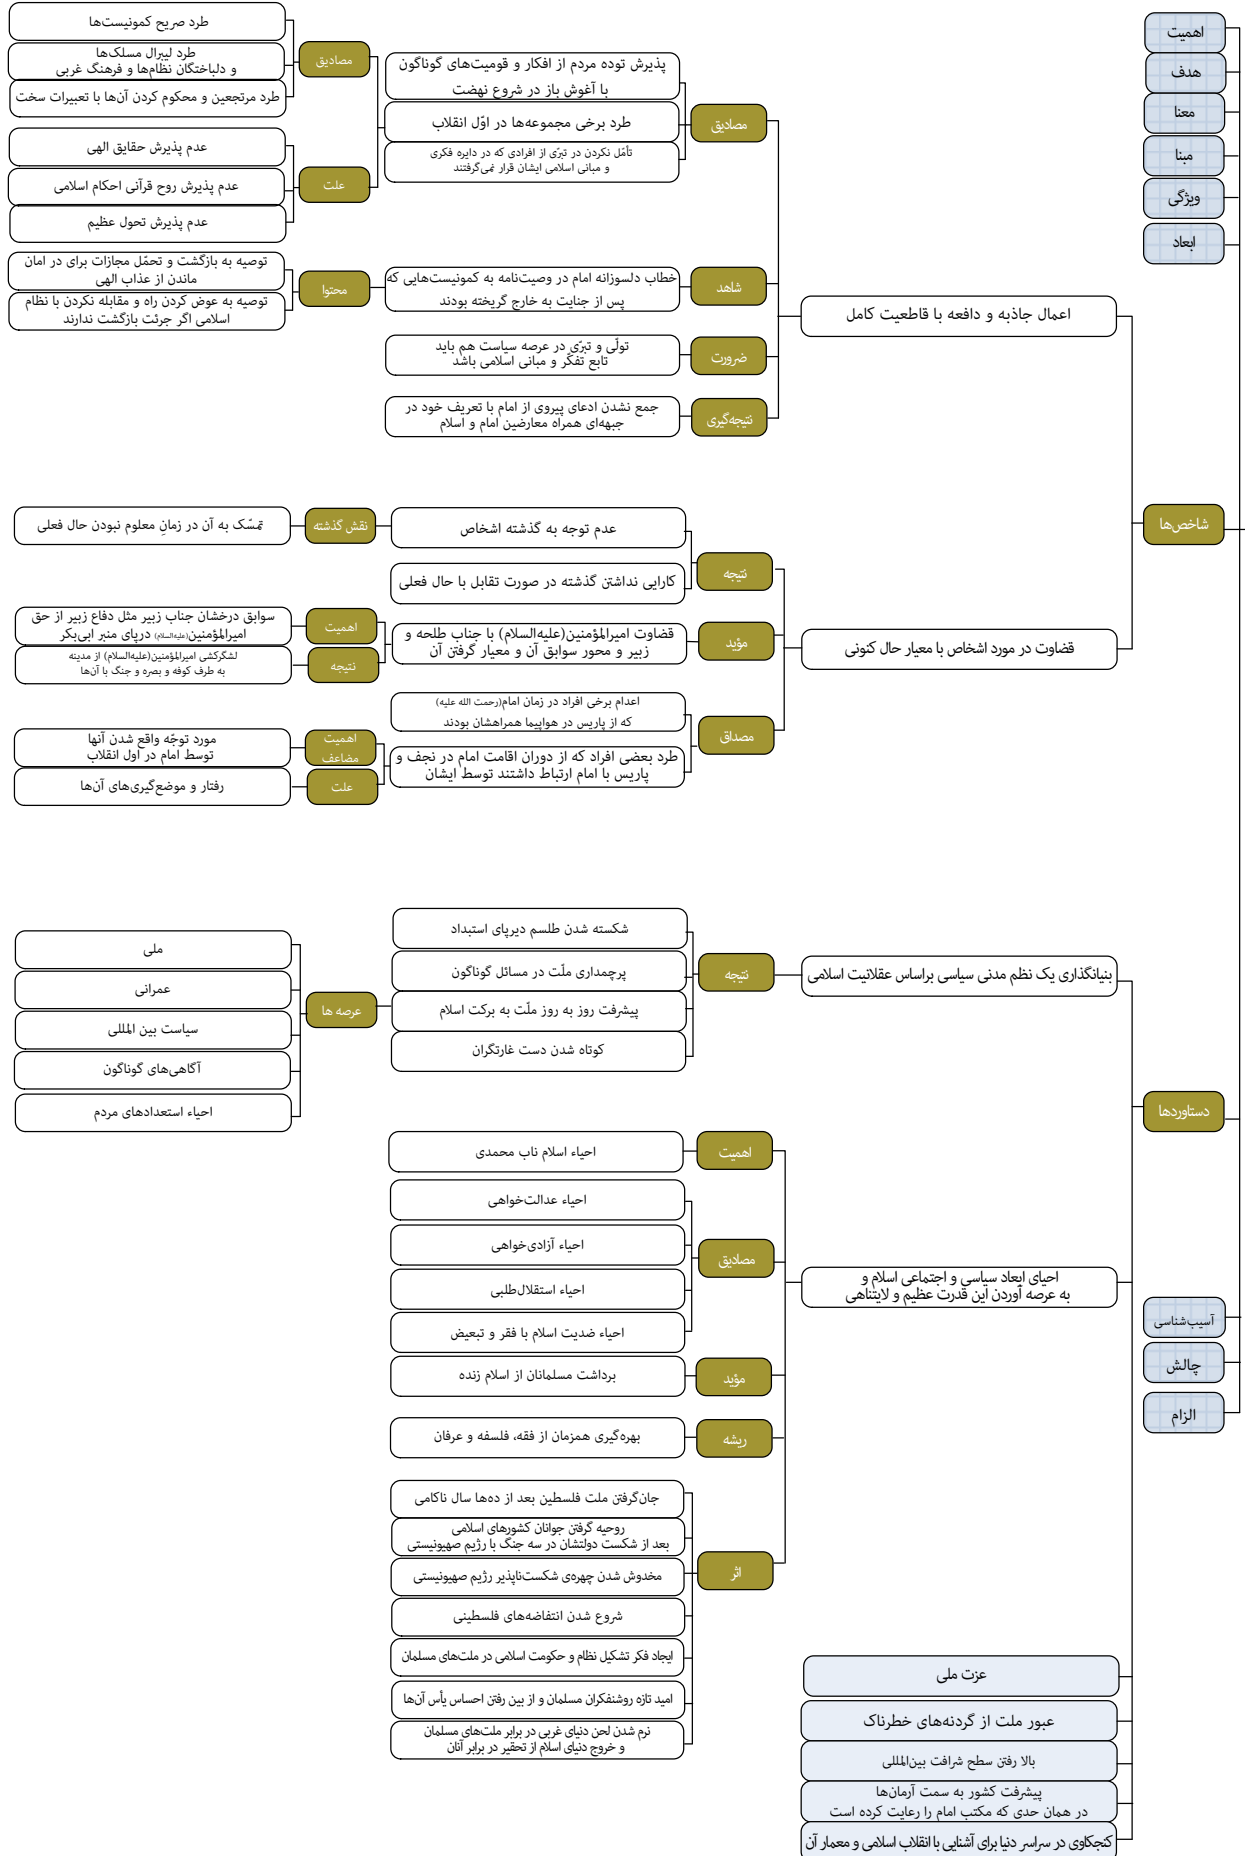 اهمیت
هدف
معنا
مبنا
ویژگی
ابعاد
شاخص‌ها
اعمال جاذبه و دافعه با قاطعیت کامل
مصادیق
پذیرش توده مردم از افکار و قومیت‌های گوناگون
با آغوش باز در شروع نهضت
طرد برخی مجموعه‌ها در اوّل انقلاب
مصادیق
طرد صریح کمونیست‌ها
طرد لیبرال مسلک‌ها
و دلباختگان نظام‌ها و فرهنگ غربی
طرد مرتجعین و محکوم کردن آن‌ها با تعبیرات سخت
علت
عدم پذیرش حقایق الهی
عدم پذیرش روح قرآنی احکام اسلامی
عدم پذیرش تحول عظیم
تأمّل نکردن در تبرّی از افرادی که در دایره فکری
و مبانی اسلامی ایشان قرار نمی‌گرفتند
شاهد
خطاب دلسوزانه امام در وصیت‌نامه به کمونیست‌هایی که
پس از جنایت به خارج گریخته بودند
محتوا
توصیه به بازگشت و تحمّل مجازات برای در امان
ماندن از عذاب الهی
توصیه به عوض کردن راه و مقابله نکردن با نظام
اسلامی اگر جرئت بازگشت ندارند
ضرورت
تولّی و تبرّی در عرصه سیاست هم باید
تابع تفکّر و مبانی اسلامی باشد
نتیجه‌گیری
جمع نشدن ادعای پیروی از امام با تعریف خود در
جبهه‌ای همراه معارضین امام و اسلام
قضاوت در مورد اشخاص با معیار حال کنونی
نتیجه
عدم توجه به گذشته اشخاص
نقش گذشته
تمسّک به آن در زمانِ معلوم نبودن حال فعلی
کارایی نداشتن گذشته در صورت تقابل با حال فعلی
مؤید
قضاوت امیرالمؤمنین(علیه‌السلام) با جناب طلحه و
زبیر و محور سوابق آن و معیار گرفتن آن
اهمیت
سوابق درخشان جناب زبیر مثل دفاع زبیر از حق
امیرالمؤمنین(علیه‌السلام) درپای منبر ابی‌بکر
نتیجه
لشگرکشی امیرالمؤمنین(علیه‌السلام) از مدینه
به طرف کوفه و بصره و جنگ با آن‌ها
مصداق
اعدام برخی افراد در زمان امام(رحمت الله علیه)
که از پاریس در هواپیما همراهشان بودند
طرد بعضی افراد که از دوران اقامت امام در نجف و
پاریس با امام ارتباط داشتند توسط ایشان
اهمیت
مضاعف
مورد توجّه واقع شدن آنها
توسط امام در اول انقلاب
علت
رفتار و موضع‌گیری‌های آن‌ها
دستاوردها
بنیانگذاری یک نظم مدنی سیاسی براساس عقلانیت اسلامی
نتیجه
شکسته شدن طلسم دیرپای استبداد
پرچمداری ملّت در مسائل گوناگون
پیشرفت روز به روز ملّت به برکت اسلام
عرصه ها
ملی
عمرانی
سیاست بین المللی
آگاهی‌های گوناگون
احیاء استعدادهای مردم
کوتاه شدن دست غارتگران
احیای ابعاد سیاسی و اجتماعی اسلام و
به عرصه آوردن این قدرت عظیم و لایتناهی
اهمیت
احیاء اسلام ناب محمدی
مصادیق
احیاء عدالت‌خواهی
احیاء آزادی‌خواهی
احیاء استقلال‌طلبی
احیاء ضدیت اسلام با فقر و تبعیض
مؤید
برداشت مسلمانان از اسلام زنده
ریشه
بهره‌گیری همزمان از فقه، فلسفه و عرفان
اثر
جان‌گرفتن ملت فلسطین بعد از ده‌ها سال ناکامی
روحیه گرفتن جوانان کشورهای اسلامی
بعد از شکست دولتشان در سه جنگ با رژیم صهیونیستی
مخدوش شدن چهره‌ی شکست‌ناپذیر رژیم صهیونیستی
شروع شدن انتفاضه‌های فلسطینی
ایجاد فکر تشکیل نظام و حکومت اسلامی در ملت‌های مسلمان
امید تازه روشنفکران مسلمان و از بین رفتن احساس یأس آن‌ها
نرم شدن لحن دنیای غربی در برابر ملت‌های مسلمان
و خروج دنیای اسلام از تحقیر در برابر آنان
عزت ملی
عبور ملت از گردنه‌های خطرناک
بالا رفتن سطح شرافت بین‌المللی
پیشرفت کشور به سمت آرمان‌ها
در همان حدی که مکتب امام را رعایت کرده است
کنجکاوی در سراسر دنیا برای آشنایی با انقلاب اسلامی و معمار آن
آسیب‌شناسی
چالش
الزام